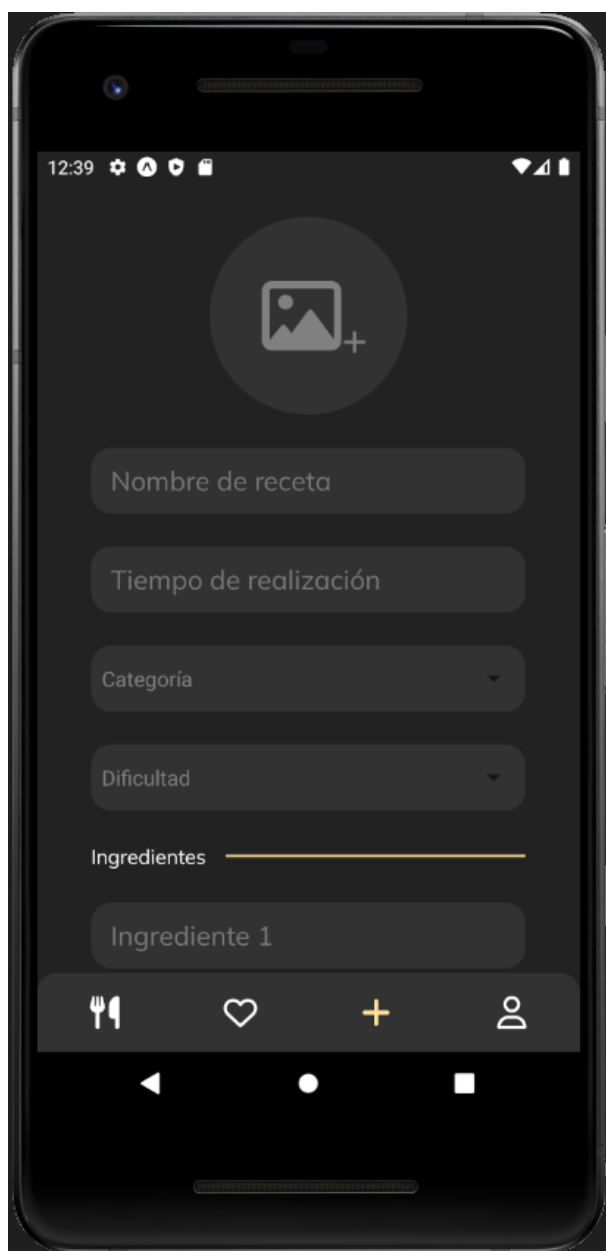 12:39
Nombre de receta
Tiempo de realización
Categoría
Dificultad
Ingredientes
Ingrediente 1